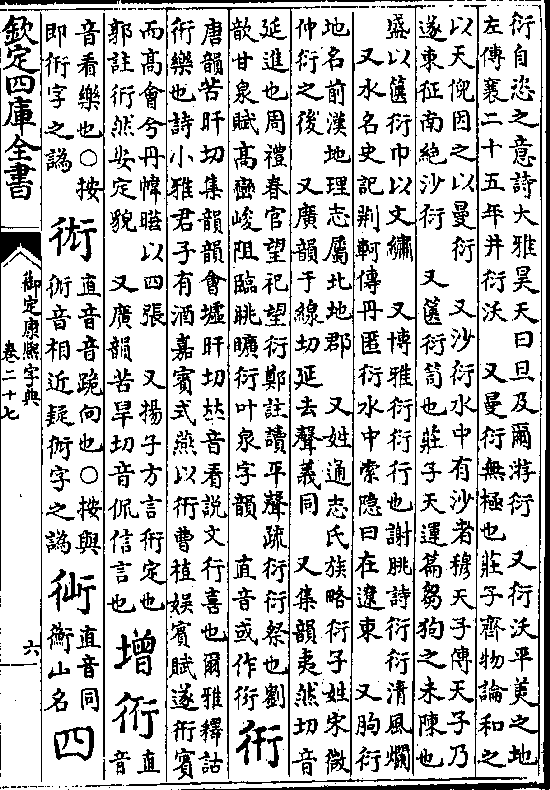 衍自恣之意詩大雅昊天曰旦及爾游衍　又衍沃平美之地
左傳襄二十五年井衍沃　又曼衍無極也莊子齊物論和之
以天倪因之以曼衍　又沙衍水中有沙者穆天子傳天子乃
遂東征南絶沙衍　又篋衍笥也莊子天運篇芻狗之未陳也
盛以篋衍巾以文繡　又博雅衍衍行也謝朓詩衍衍清風爛
又水名史記荆軻傳丹匿衍水中索隐曰在遼東　又朐衍
地名前漢地理志屬北地郡　又姓通志氏族略衍子姓宋微
仲衍之後　又廣韻于線切延去聲義同　又集韻夷然切音
延進也周禮春官望祀望衍鄭註讀平聲疏衍衍祭也劉
歆甘泉賦高巒峻阻臨眺曠衍叶泉字韻　直音或作𧗳
衎
唐韻苦旰切集韻韻會墟旰切𠀤音看說文行喜也爾雅釋詁
衎樂也詩小雅君子有酒嘉賓式燕以衎曹植娱賓賦遂衎賓
而高會兮丹幃曄以四張　又揚子方言衎定也
郭註衎然安定貌　又廣韻苦旱切音侃信言也
增
直
音
音看樂也○按
即衎字之譌
直音音跪向也○按與
衎音相近疑衎字之譌
直音同
衡山名
四
欽定四庫全書
御定康熙字典
卷二十七
六